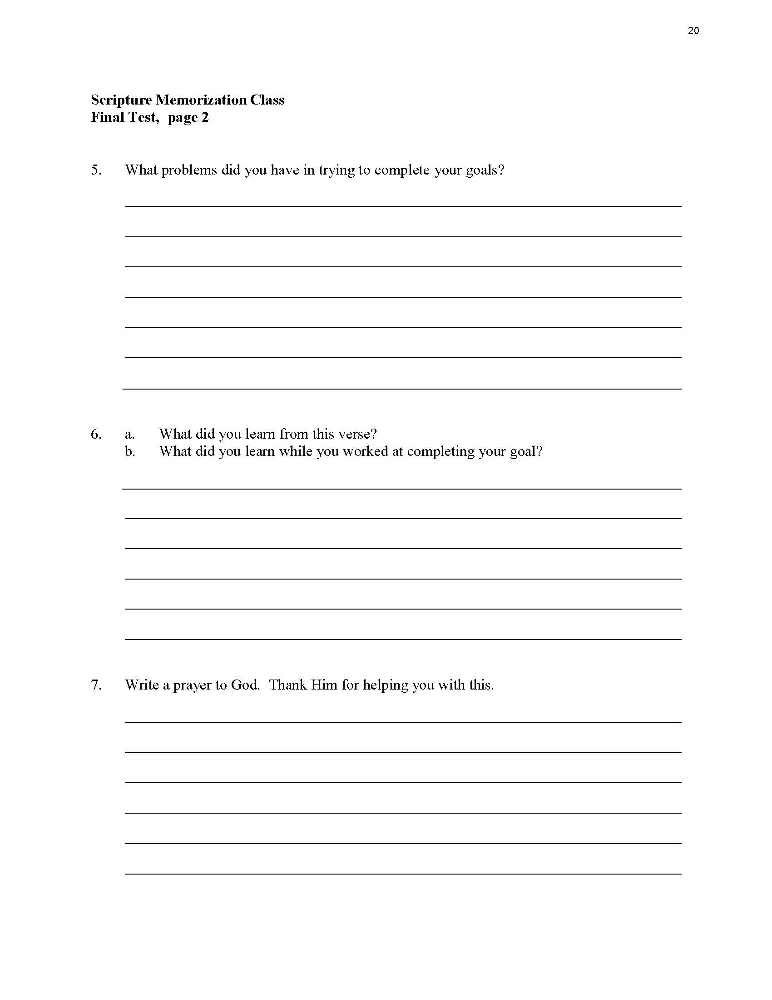 20
Scripture Memorization Class
Final Test,  page 2
5. What problems did you have in trying to complete your goals?
6. a. What did you learn from this verse?
b. What did you learn while you worked at completing your goal?
7. Write a prayer to God.  Thank Him for helping you with this.